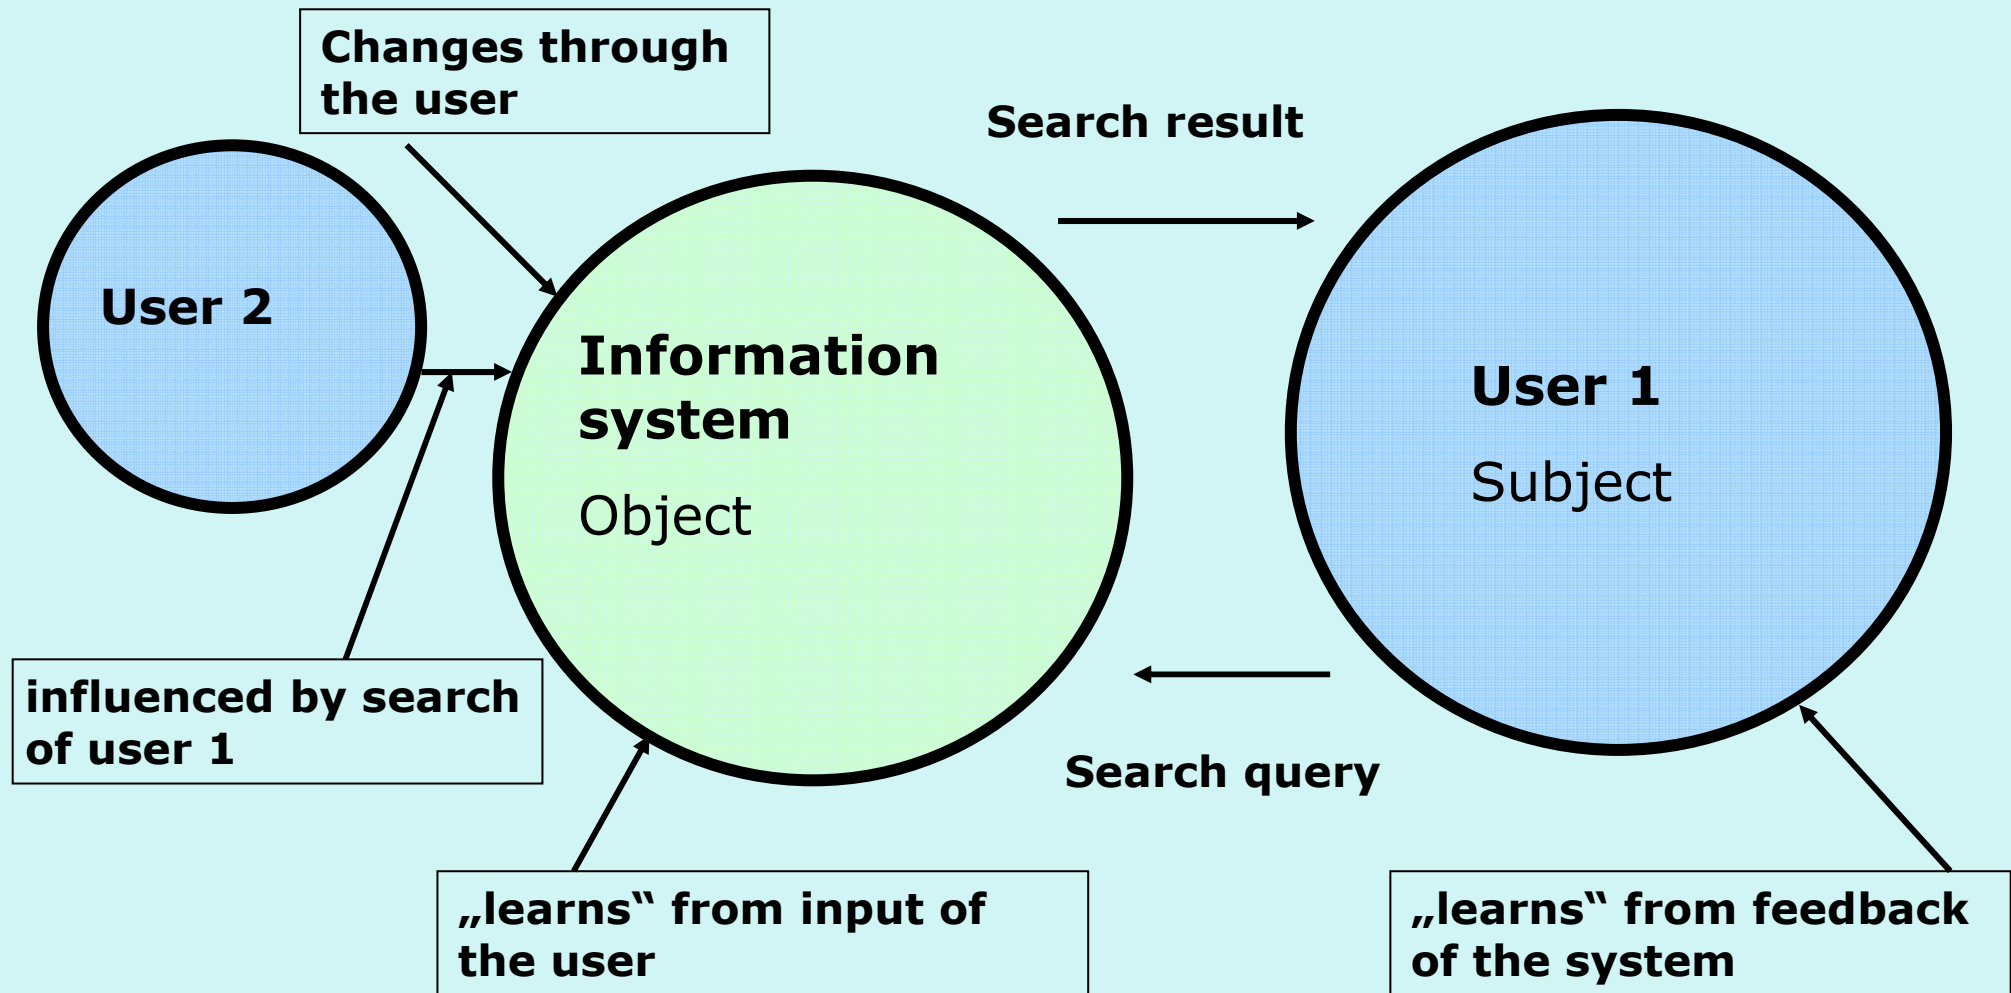 Changes through
the user
Search result
User 2
Information
system
Object
User 1
Subject
influenced by search
of user 1
Search query
„learns“ from input of
the user
„learns“ from feedback
of the system